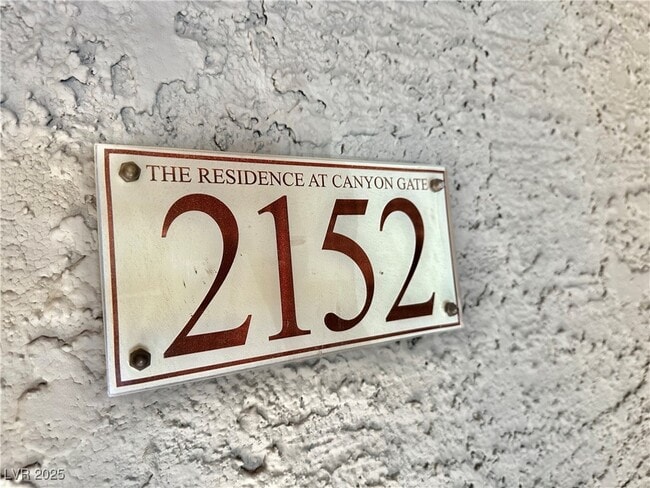 THE RESIDENCE AT CANYON GATE
2152
LVR 2025